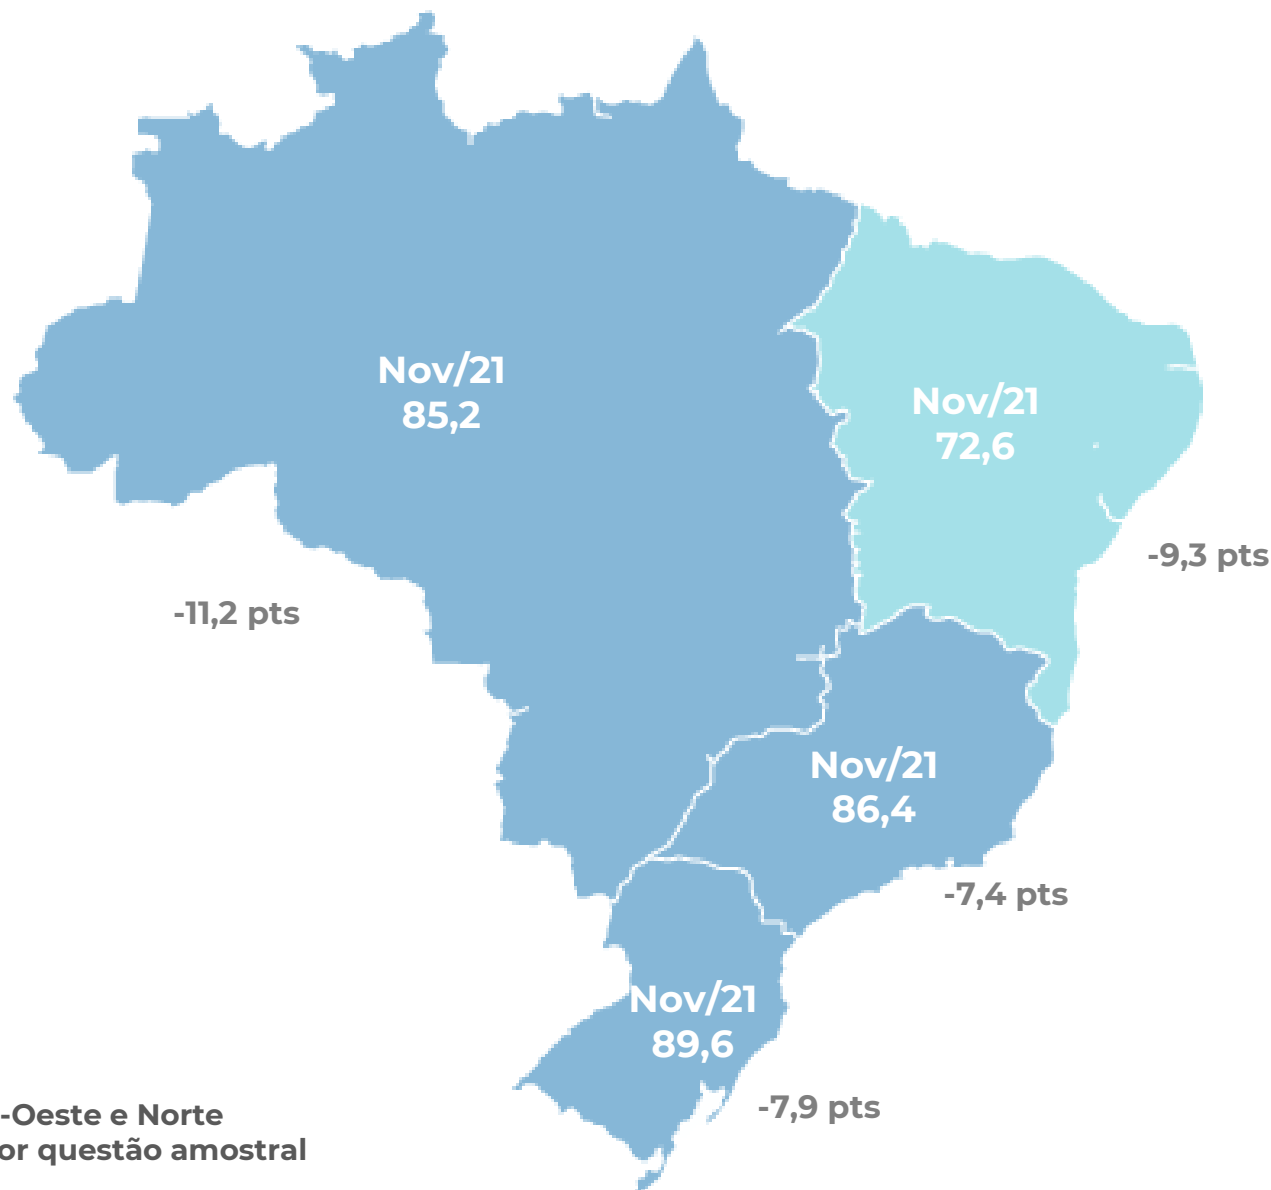 Nov/21
85,2
Nov/21
72,6
-9,3 pts
-11,2 pts
Nov/21
86,4
-7,4 pts
Nov/21
89,6
-7,9 pts
-Oeste e Norte
or questão amostral